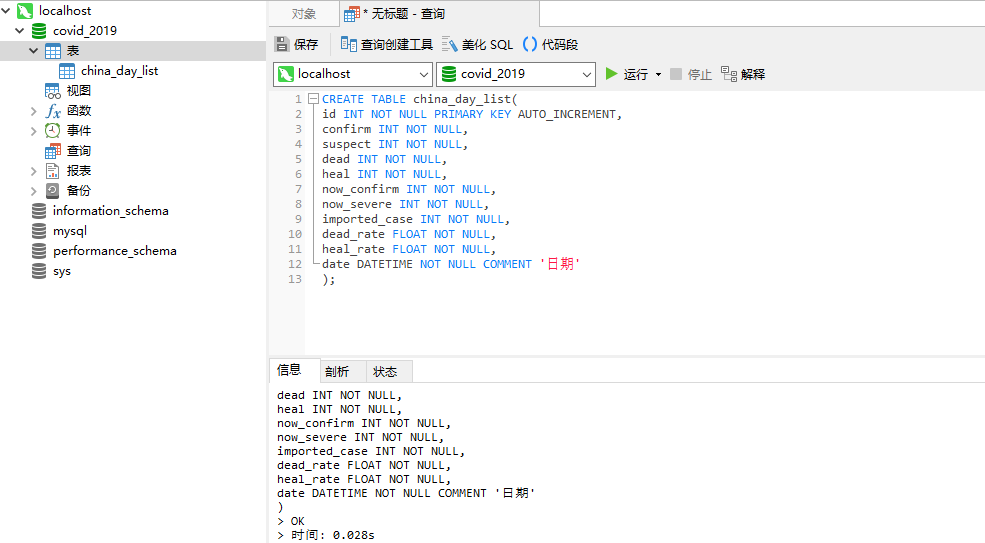 localhost
covid_2019
表
china_day_list
视图
fx 函数
事件
查询
报表
备份
information_schema
mysql
performance_schema
sys
对象
* 无标题 - 查询
保存 查询创建工具 美化 SQL () 代码段
localhost covid_2019 运行 停止 解释
1 CREATE TABLE china_day_list(
2 id INT NOT NULL PRIMARY KEY AUTO_INCREMENT,
3 confirm INT NOT NULL,
4 suspect INT NOT NULL,
5 dead INT NOT NULL,
6 heal INT NOT NULL,
7 now_confirm INT NOT NULL,
8 now_severe INT NOT NULL,
9 imported_case INT NOT NULL,
10 dead_rate FLOAT NOT NULL,
11 heal_rate FLOAT NOT NULL,
12 date DATETIME NOT NULL COMMENT '日期'
13 );
信息 剖析 状态
dead INT NOT NULL,
heal INT NOT NULL,
now_confirm INT NOT NULL,
now_severe INT NOT NULL,
imported_case INT NOT NULL,
dead_rate FLOAT NOT NULL,
heal_rate FLOAT NOT NULL,
date DATETIME NOT NULL COMMENT '日期'
)
> OK
> 时间: 0.028s